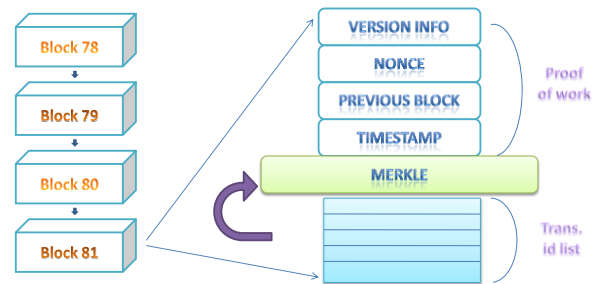 Block 78
Block 79
Block 80
Block 81
VERSION INFO
NONCE
PREVIOUS BLOCK
TIMESTAMP
MERKLE
Proof
of work
Trans.
id list